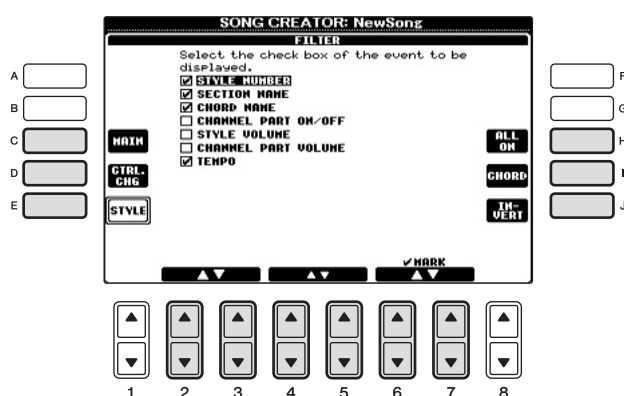 SONG CREATOR: NewSong
FILTER
Select the check box of the event to be
displayed.
STYLE NUMBER
SECTION NAME
CHORD NAME
CHANNEL PART ON/OFF
STYLE VOLUME
CHANNEL PART VOLUME
TEMPO
A
B
C
D
E
MAIN
CTRL.
CHG
STYLE
ALL
ON
CHORD
IN-
VERT
F
G
H
I
J
MARK
1 2 3 4 5 6 7 8